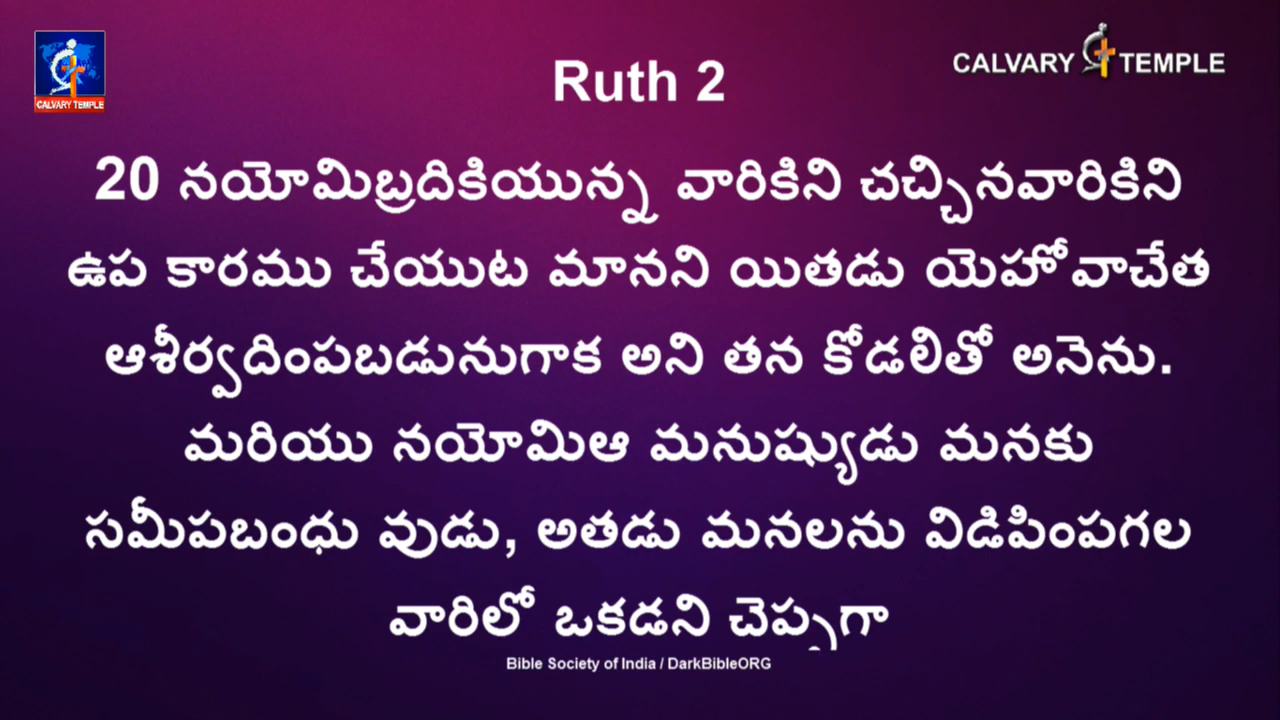 CALVARY TEMPLE
CALVARY TEMPLE
Ruth 2
20 నయోమిబ్రదికియున్న వారికిని చచ్చినవారికిని
ఉప కారము చేయుట మానని యితడు యెహోవాచేత
ఆశీర్వదింపబడునుగాక అని తన కోడలితో అనెను.
మరియు నయోమిఆ మనుష్యుడు మనకు
సమీపబంధు వుడు, అతడు మనలను విడిపింపగల
వారిలో ఒకడని చెప్పగా
Bible Society of India / DarkBibleORG